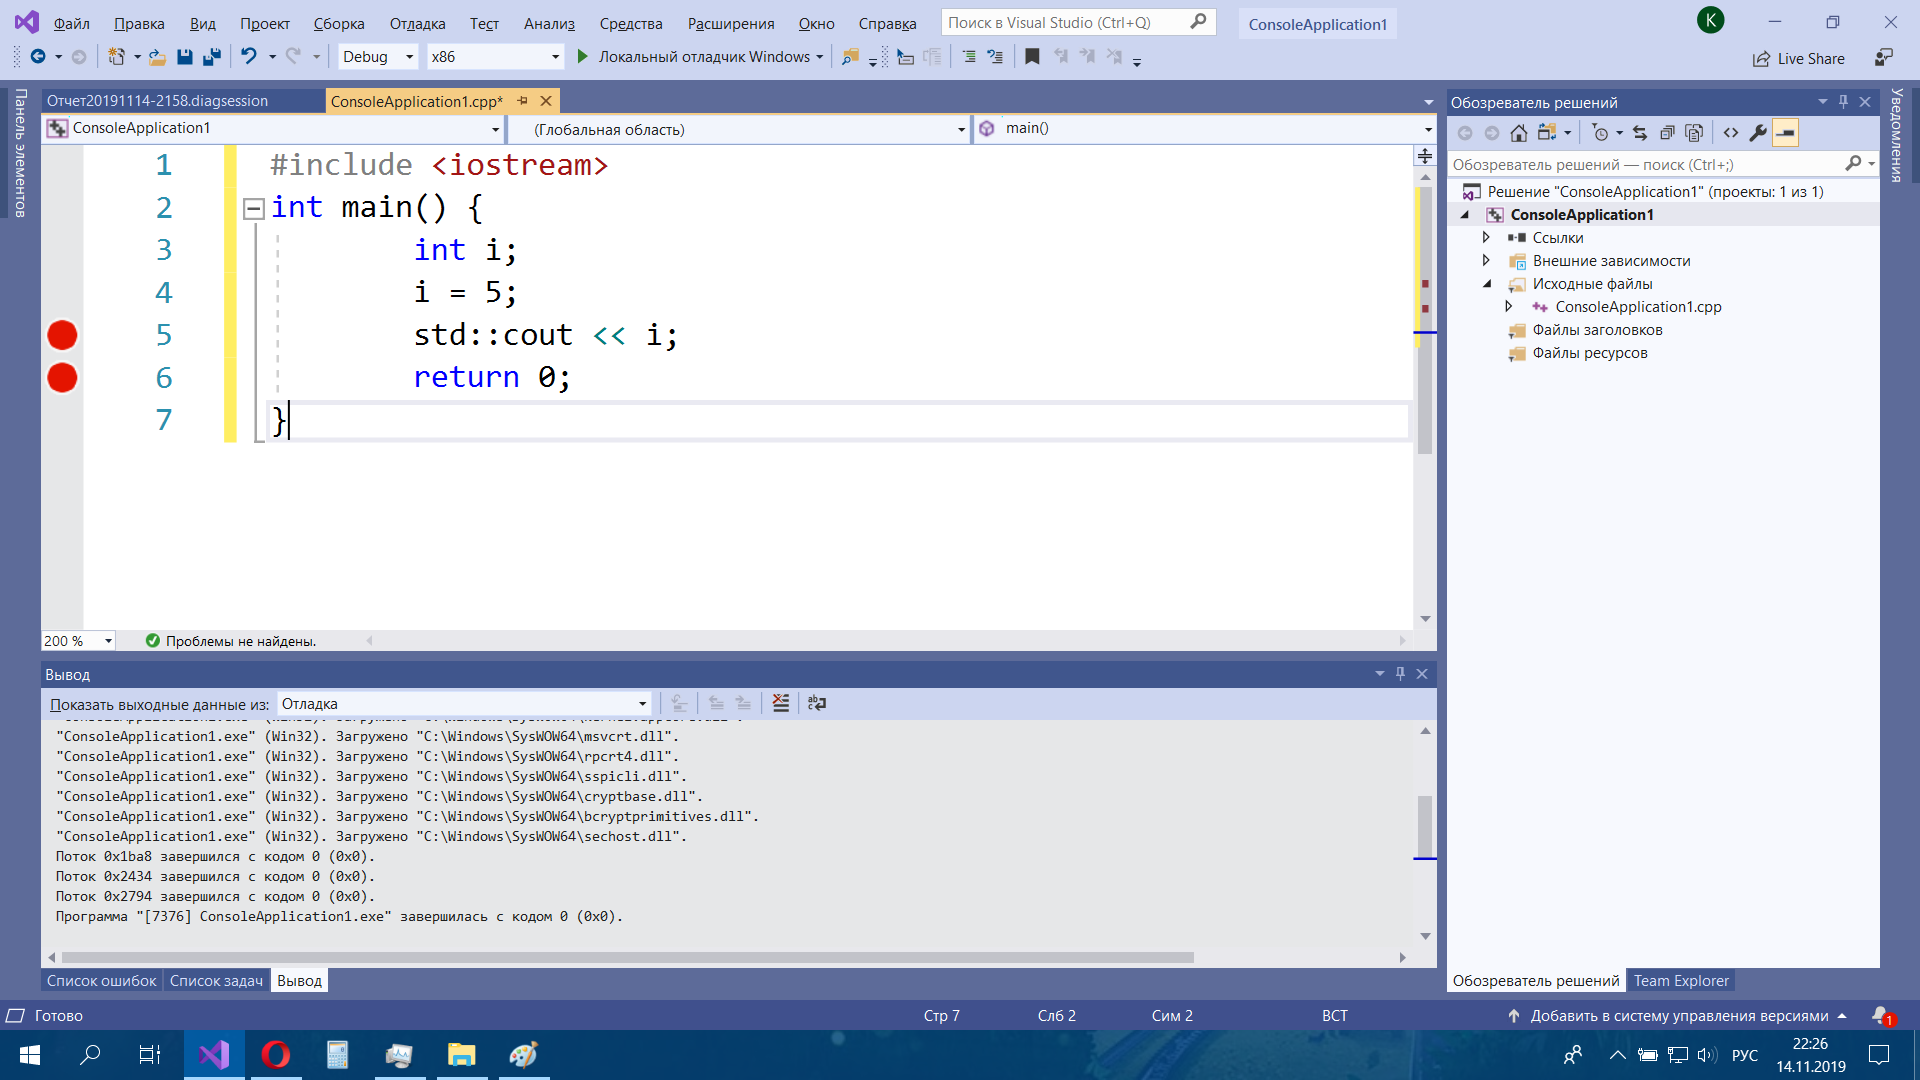 Файл Правка Вид Проект Сборка Отладка Тест Анализ Средства Расширения Окно Справка Поиск в Visual Studio (Ctrl+Q) ConsoleApplication1 K
Debug x86 Локальный отладчик Windows Live Share
Панель элементов
Отчет20191114-2158.diagsession ConsoleApplication1.cpp*
ConsoleApplication1 (Глобальная область) main()
1 #include <iostream>
2 int main() {
3 int i;
4 i = 5;
5 std::cout << i;
6 return 0;
7 }
200 % Проблемы не найдены.
Вывод
Показать выходные данные из: Отладка
"ConsoleApplication1.exe" (Win32). Загружено "C:\Windows\SysWOW64\msvcrt.dll".
"ConsoleApplication1.exe" (Win32). Загружено "C:\Windows\SysWOW64\rpcrt4.dll".
"ConsoleApplication1.exe" (Win32). Загружено "C:\Windows\SysWOW64\sspicli.dll".
"ConsoleApplication1.exe" (Win32). Загружено "C:\Windows\SysWOW64\cryptbase.dll".
"ConsoleApplication1.exe" (Win32). Загружено "C:\Windows\SysWOW64\bcryptprimitives.dll".
"ConsoleApplication1.exe" (Win32). Загружено "C:\Windows\SysWOW64\sechost.dll".
Поток 0x1ba8 завершился с кодом 0 (0x0).
Поток 0x2434 завершился с кодом 0 (0x0).
Поток 0x2794 завершился с кодом 0 (0x0).
Программа "[7376] ConsoleApplication1.exe" завершилась с кодом 0 (0x0).
Список ошибок Список задач Вывод
Обозреватель решений
Обозреватель решений — поиск (Ctrl+;)
Решение "ConsoleApplication1" (проекты: 1 из 1)
ConsoleApplication1
Ссылки
Внешние зависимости
Исходные файлы
ConsoleApplication1.cpp
Файлы заголовков
Файлы ресурсов
Обозреватель решений Team Explorer
Уведомления
Готово Стр 7 Слб 2 Сим 2 ВСТ Добавить в систему управления версиями 1
РУС 22:26
14.11.2019